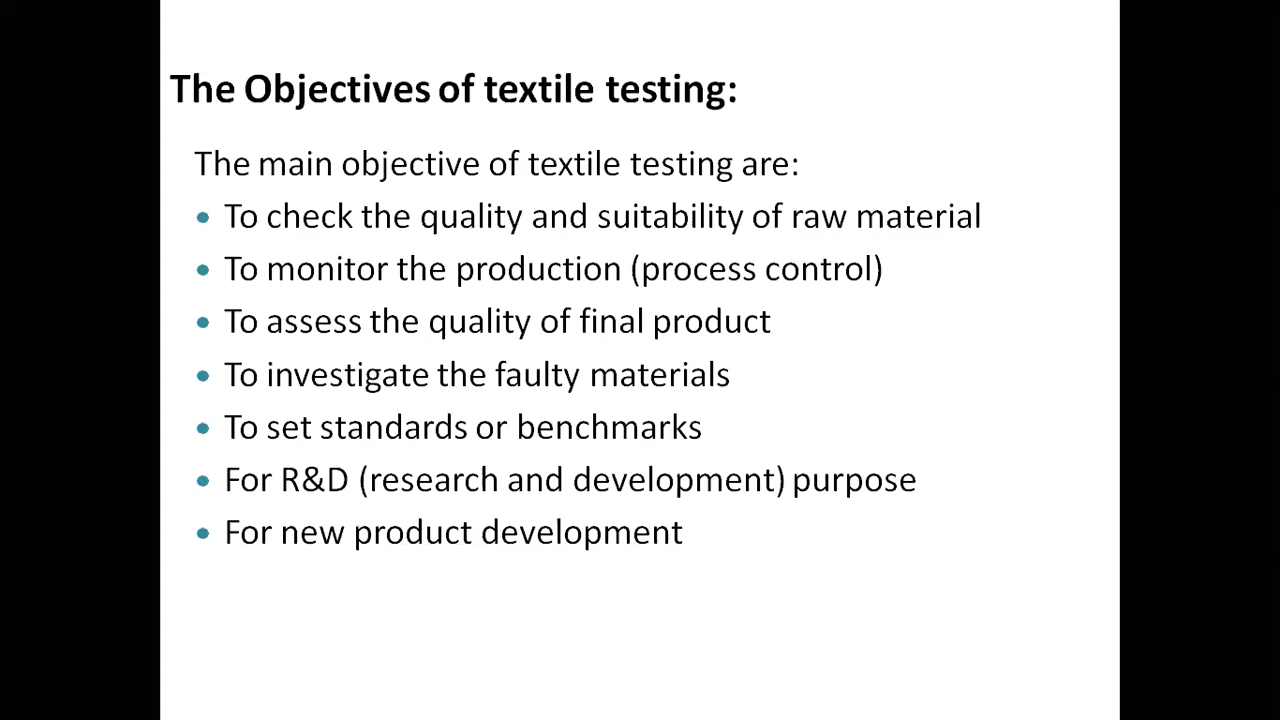 The Objectives of textile testing:
The main objective of textile testing are:
• To check the quality and suitability of raw material
• To monitor the production (process control)
• To assess the quality of final product
• To investigate the faulty materials
• To set standards or benchmarks
• For R&D (research and development) purpose
• For new product development